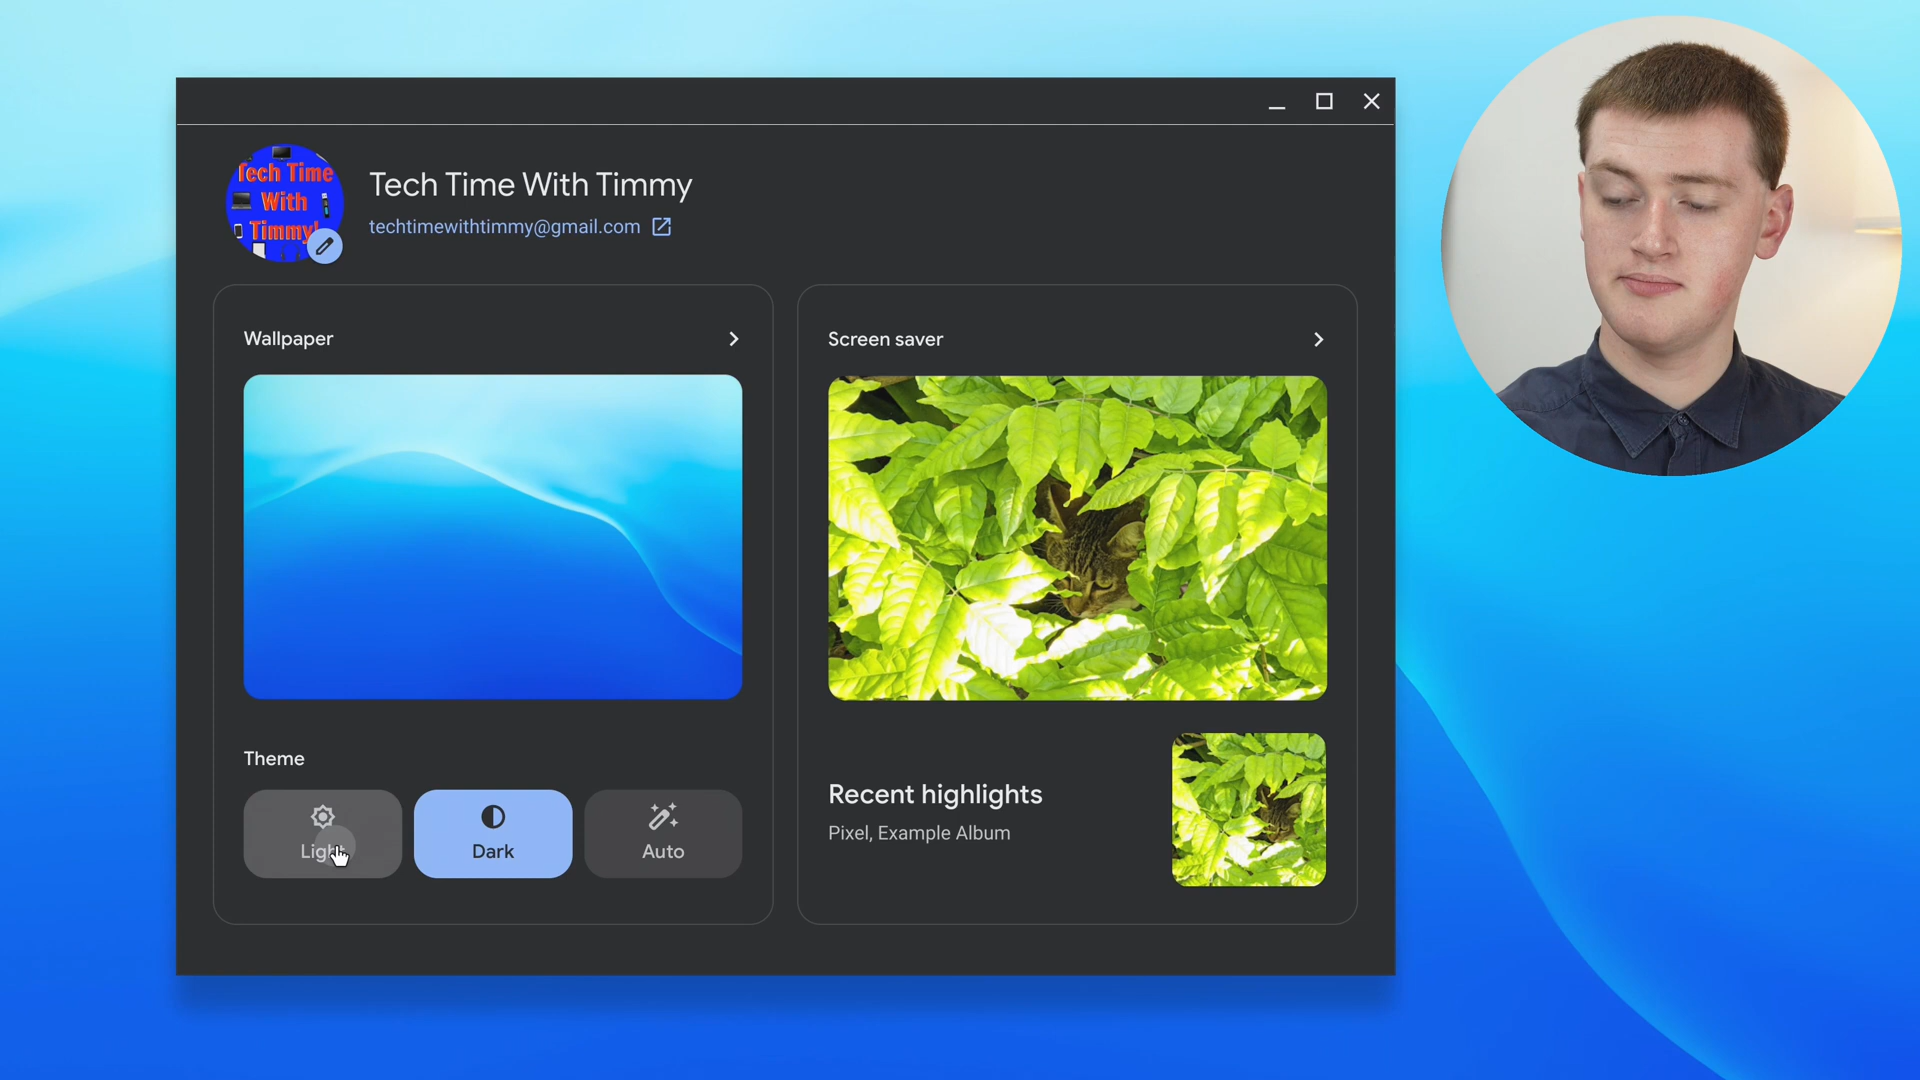 Tech Time
With
Timmy!
Tech Time With Timmy
techtimewithtimmy@gmail.com
Wallpaper
Screen saver
Theme
Light
Dark
Auto
Recent highlights
Pixel, Example Album